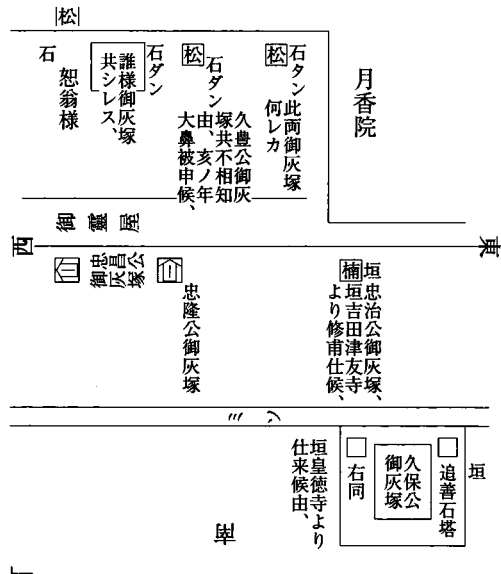 月香院
松
石タン此両御灰塚
何レカ
松
石ダン
久豊公御灰
塚共不相知
由、亥ノ年
大鼻被申候、
石ダン
誰様御灰塚
共シレス、
松
石
恕翁様
御靈屋
東
西
楠
垣忠治公御灰塚、
垣吉田津友寺
より修甫仕候、
忠隆公御灰塚
忠昌公
御灰塚
ミソ
垣
追善石塔
久保公
御灰塚
右同
垣皇徳寺より
仕来候由、
南